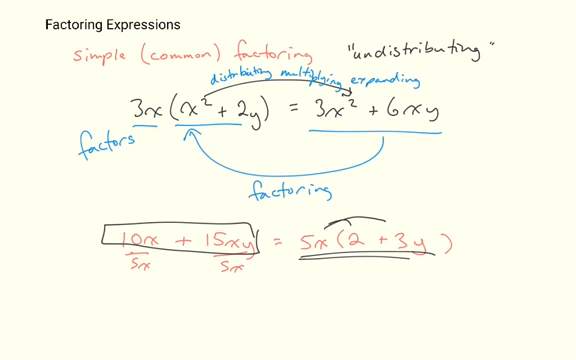 Factoring Expressions
simple (common) factoring "undistributing"
distributing multiplying expanding
3x (x² + 2y) = 3x² + 6xy
factors
factoring
10x + 15xy = 5x (2 + 3y)
5x 5x